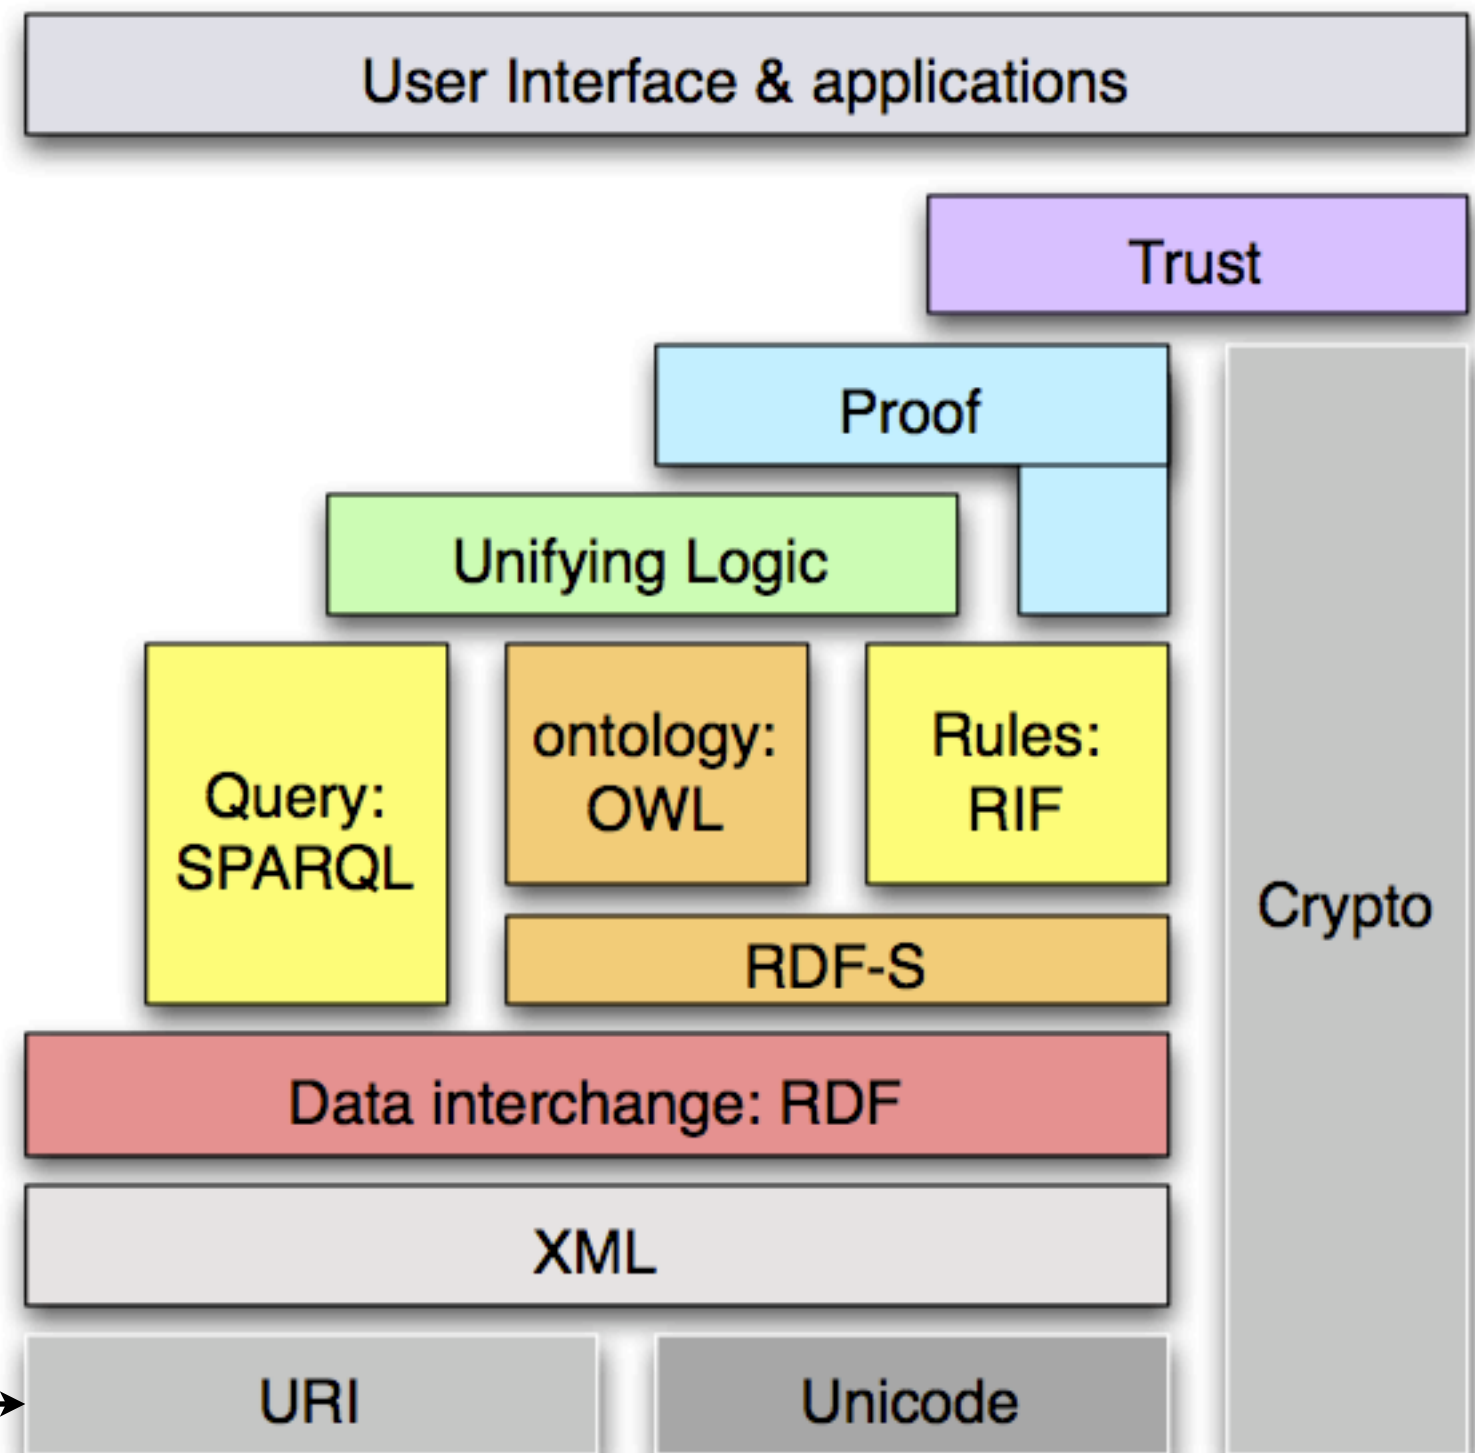 User Interface & applications
Trust
Proof
Unifying Logic
Query:
SPARQL
ontology:
OWL
Rules:
RIF
Crypto
RDF-S
Data interchange: RDF
XML
URI
Unicode